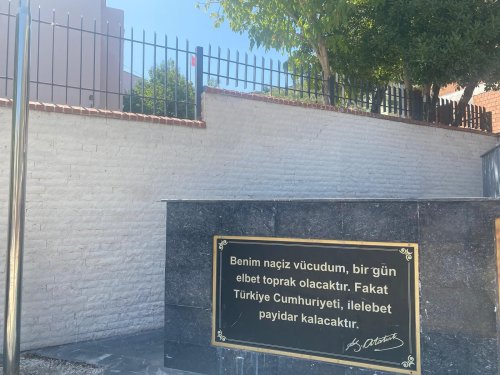 Benim naçiz vücudum, bir gün
elbet toprak olacaktır. Fakat
Türkiye Cumhuriyeti, ilelebet
payidar kalacaktır.
K. Atatürk